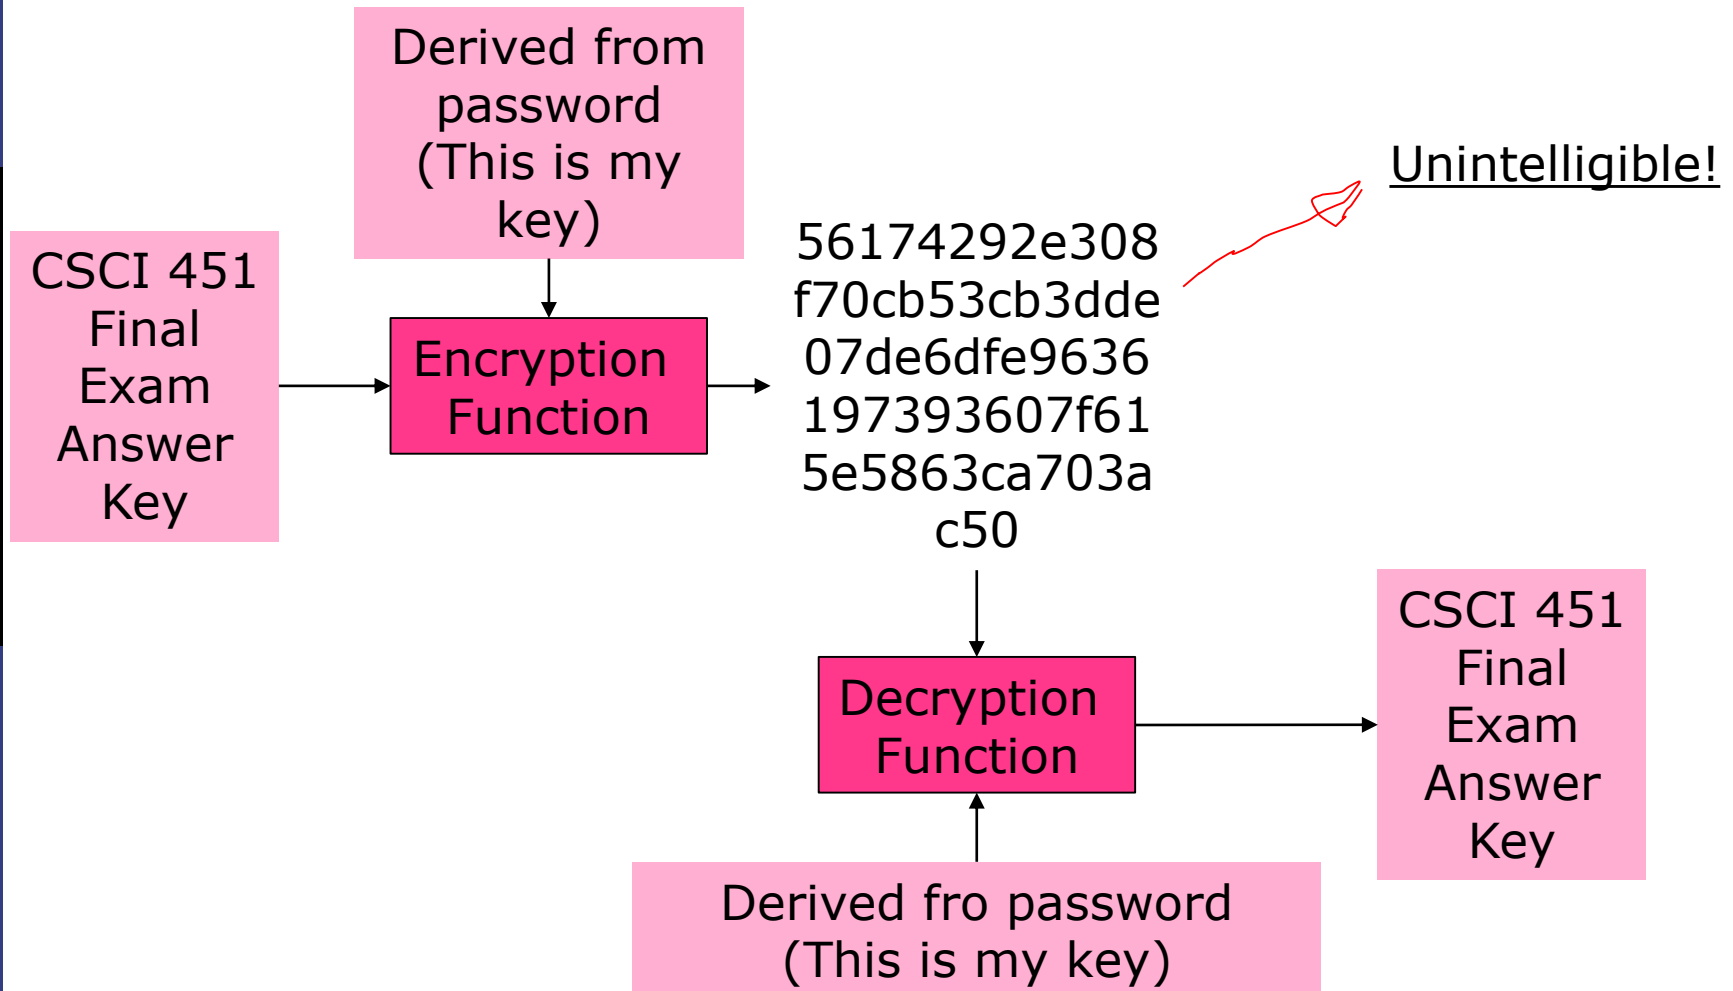 Derived from
password
(This is my
key)
CSCI 451
Final
Exam
Answer
Key
Encryption
Function
56174292e308
f70cb53cb3dde
07de6dfe9636
197393607f61
5e5863ca703a
c50
Unintelligible!
Decryption
Function
CSCI 451
Final
Exam
Answer
Key
Derived fro password
(This is my key)